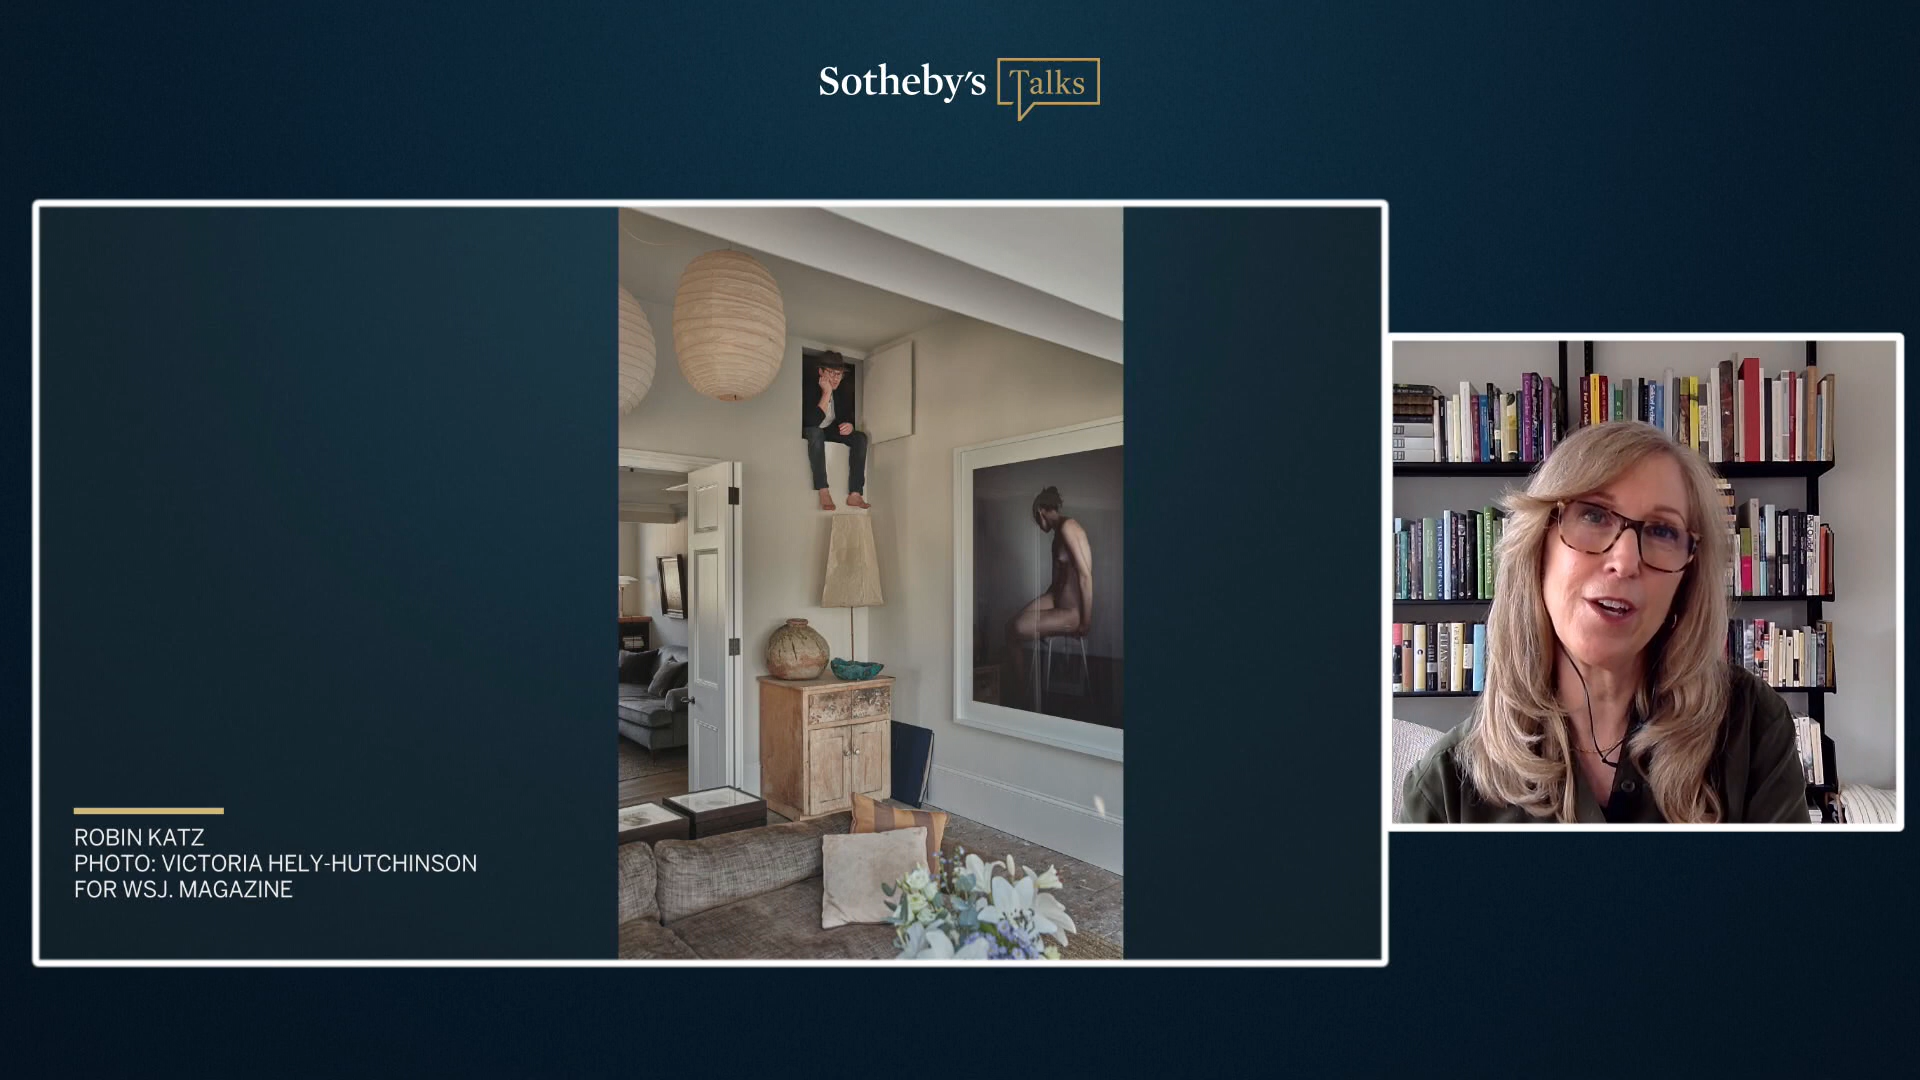 Sotheby's Talks
ROBIN KATZ
PHOTO: VICTORIA HELY-HUTCHINSON
FOR WSJ. MAGAZINE